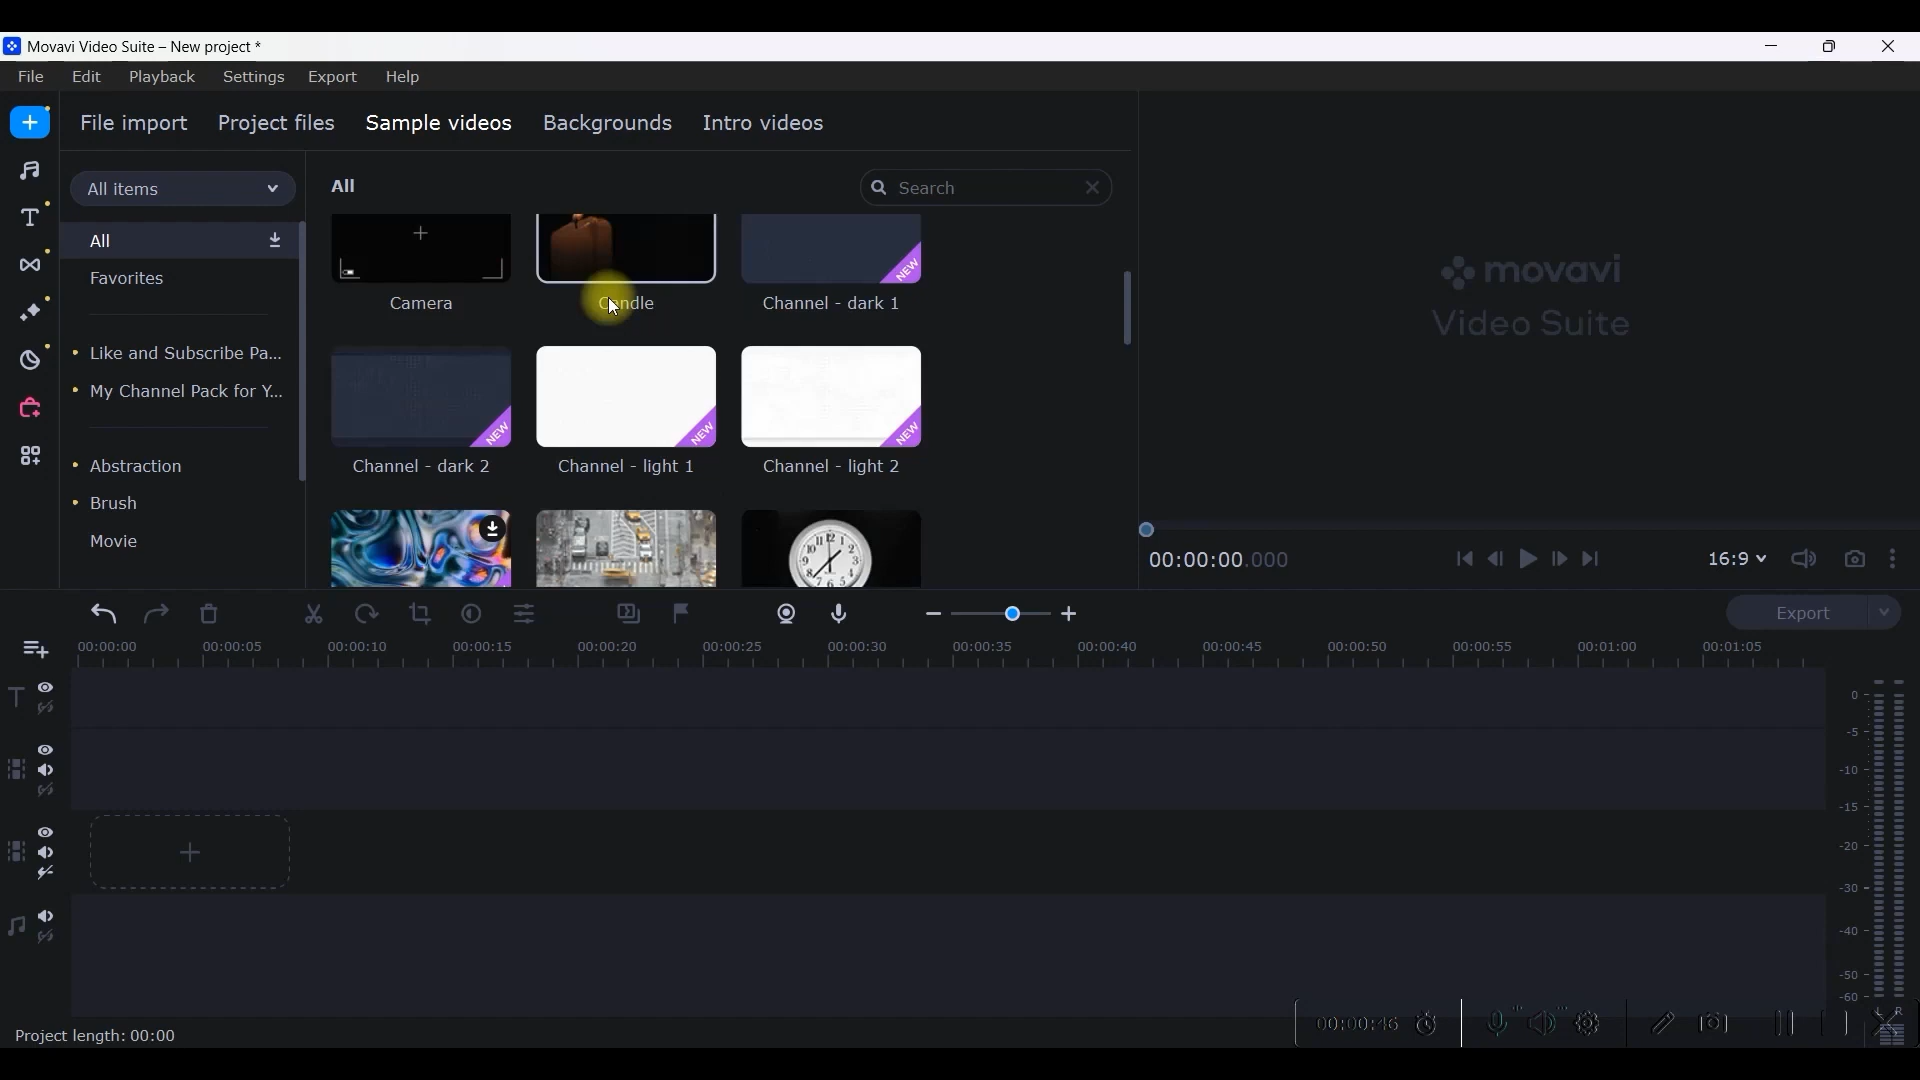 Movavi Video Suite – New project *
File Edit Playback Settings Export Help
File import Project files Sample videos Backgrounds Intro videos
All items
All
Favorites
Like and Subscribe Pa...
My Channel Pack for Y...
Abstraction
Brush
Movie
All
Search
Camera
Candle
NEW
Channel - dark 1
NEW
Channel - dark 2
NEW
Channel - light 1
NEW
Channel - light 2
movavi
Video Suite
00:00:00.000
16:9
Export
00:00:00 00:00:05 00:00:10 00:00:15 00:00:20 00:00:25 00:00:30 00:00:35 00:00:40 00:00:45 00:00:50 00:00:55 00:01:00 00:01:05
0
-5
-10
-15
-20
-30
-40
-50
-60
L R
00:00:46
Project length: 00:00